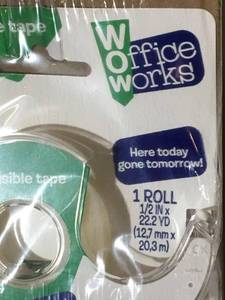 e tape
WOW
Office
Works
Here today
gone tomorrow!
sible tape
1 ROLL
1/2 IN x
22.2 YD
(12,7 mm x
20,3 m)